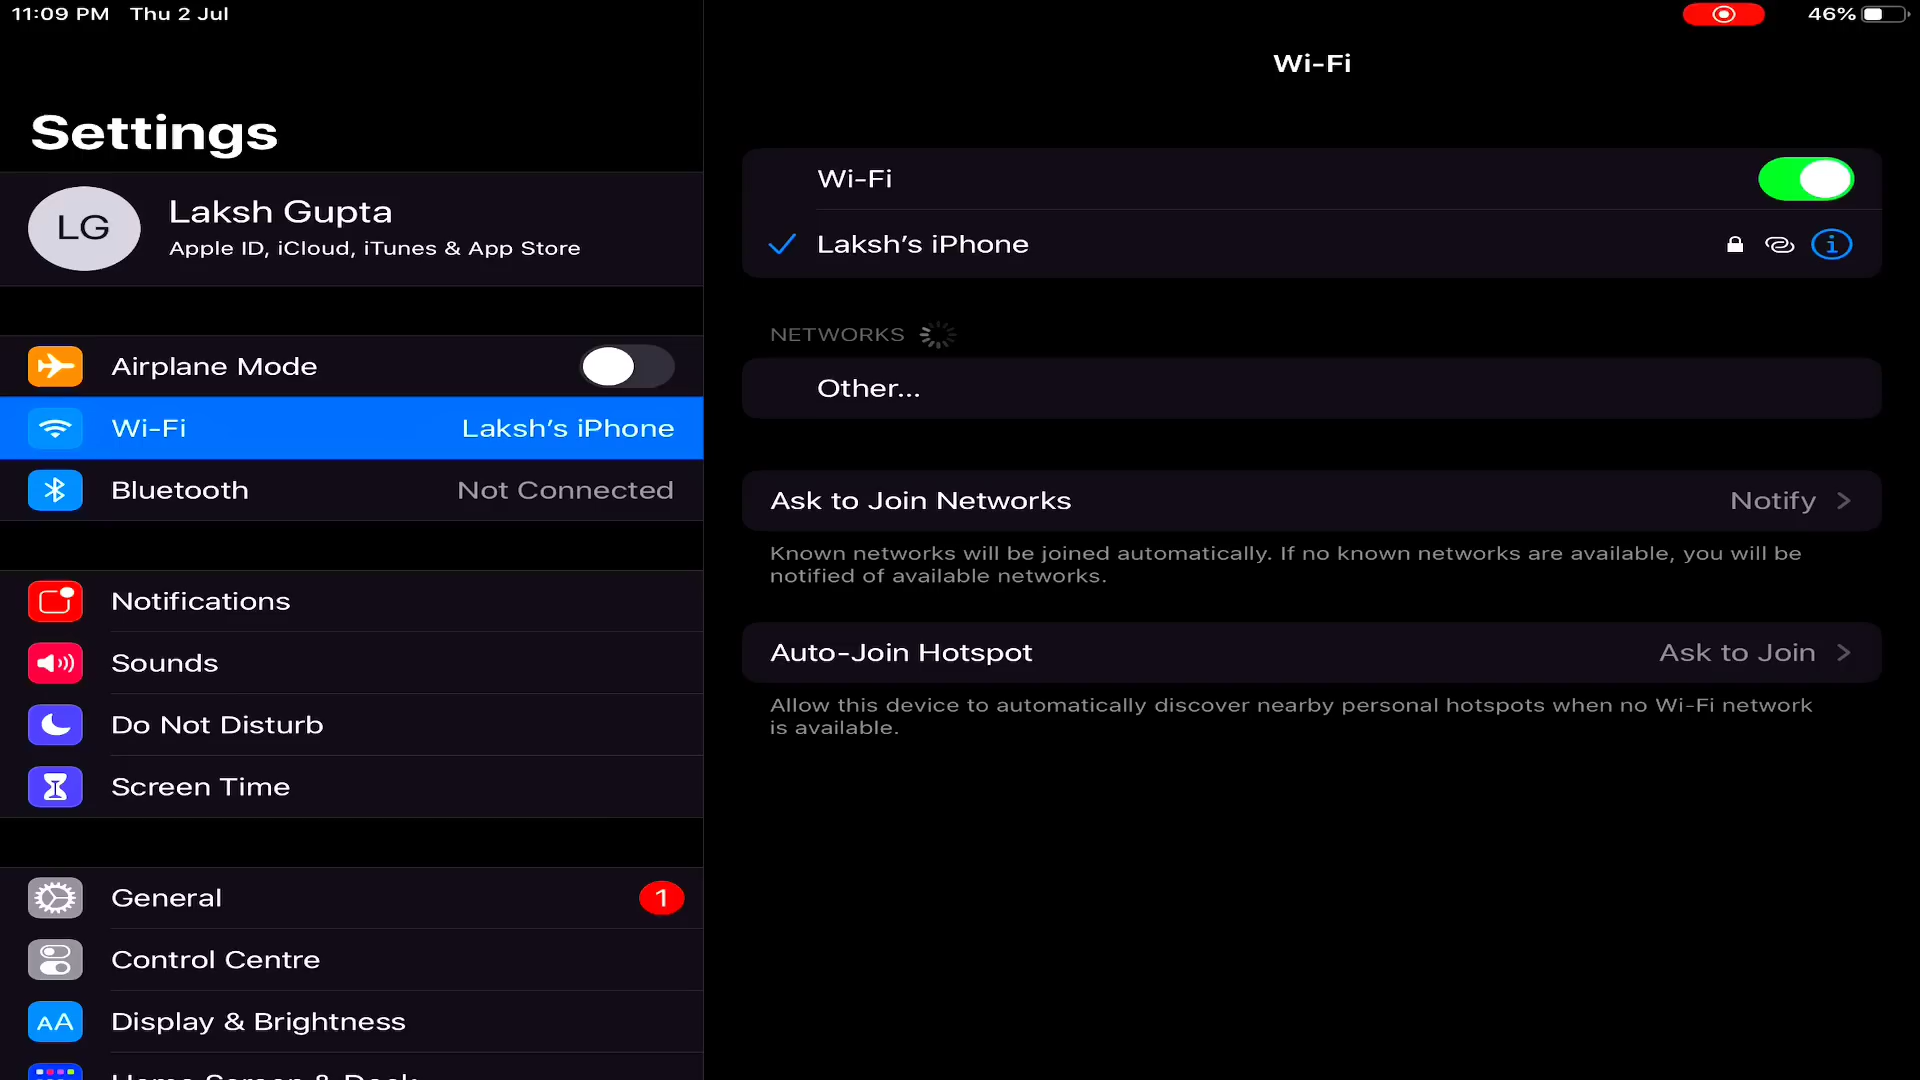 11:09 PM Thu 2 Jul
46%
Settings
LG
Laksh Gupta
Apple ID, iCloud, iTunes & App Store
Airplane Mode
Wi-Fi Laksh’s iPhone
Bluetooth Not Connected
Notifications
Sounds
Do Not Disturb
Screen Time
General 1
Control Centre
AA Display & Brightness
Home Screen & Dock
Wi-Fi
Wi-Fi
Laksh’s iPhone
NETWORKS
Other...
Ask to Join Networks Notify
Known networks will be joined automatically. If no known networks are available, you will be
notified of available networks.
Auto-Join Hotspot Ask to Join
Allow this device to automatically discover nearby personal hotspots when no Wi-Fi network
is available.